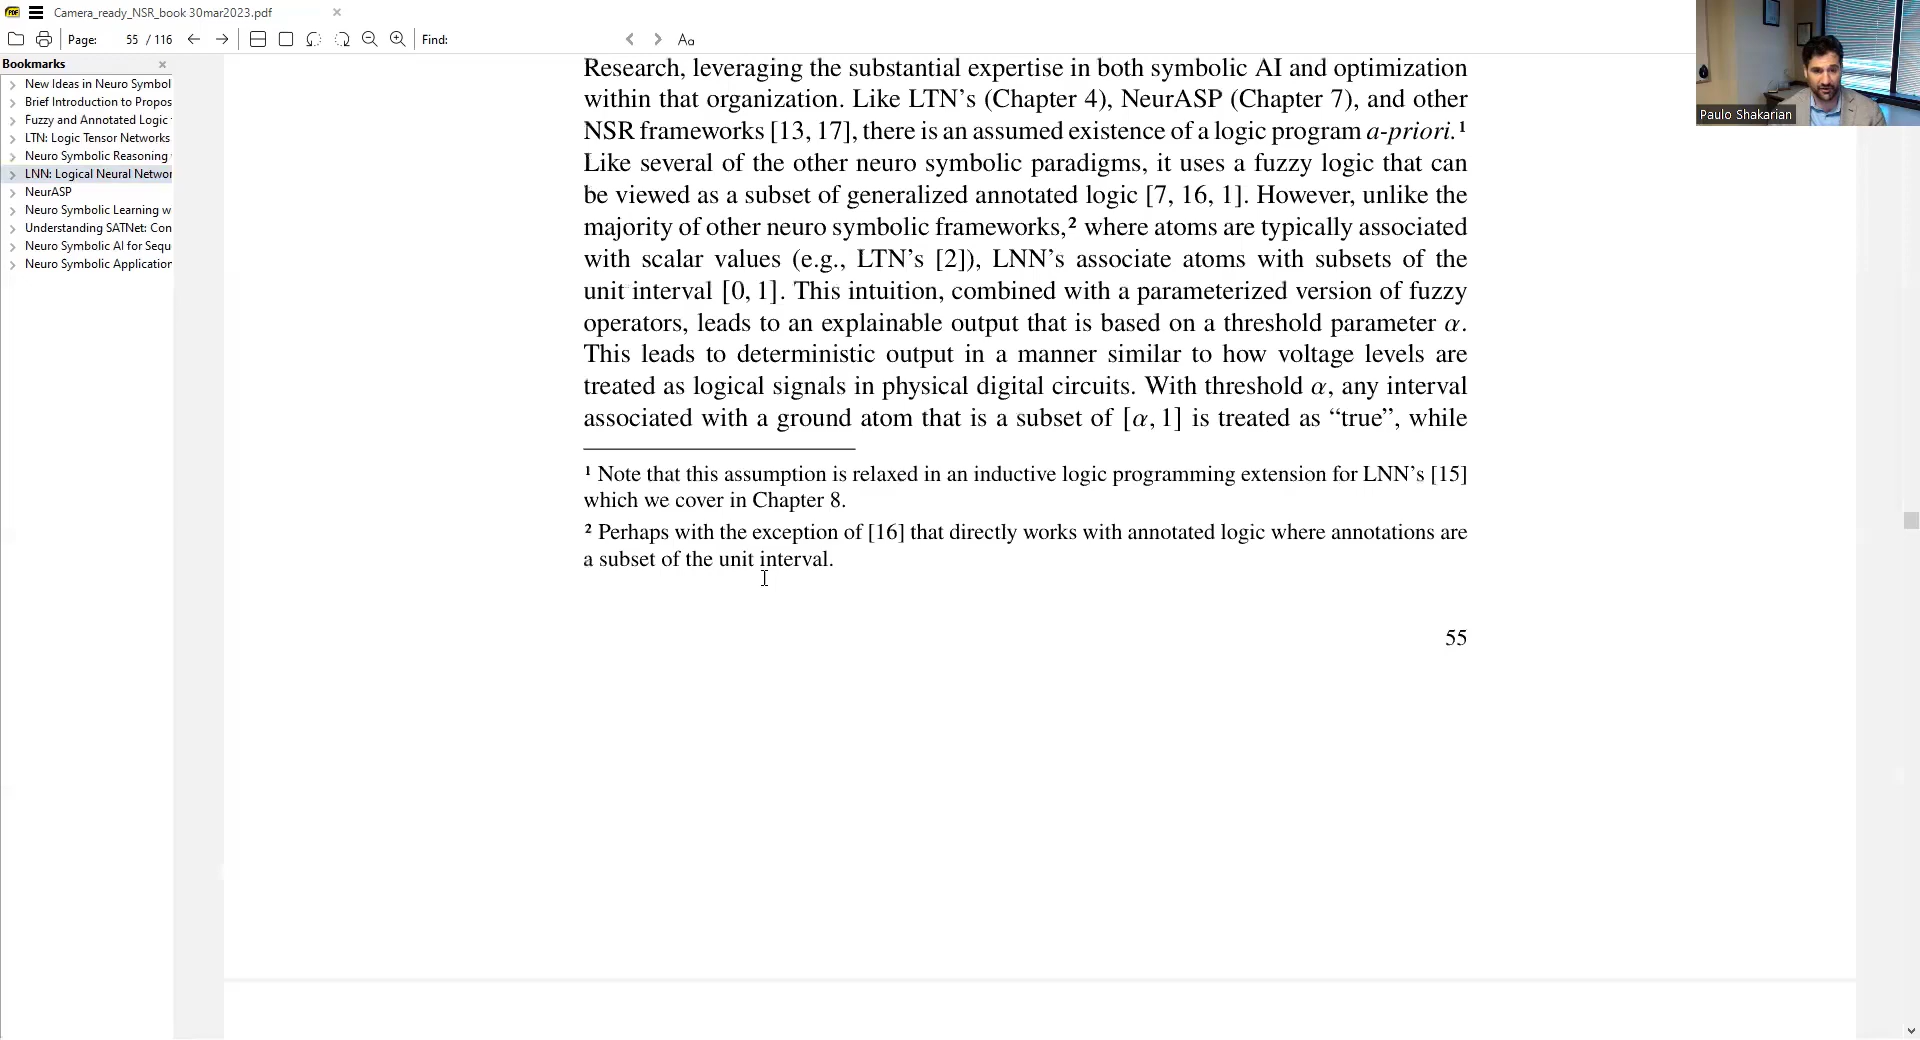 Camera_ready_NSR_book 30mar2023.pdf
Page: 55 / 116 Find: Aa
Paulo Shakarian
Bookmarks
New Ideas in Neuro Symbol
Brief Introduction to Propos
Fuzzy and Annotated Logic
LTN: Logic Tensor Networks
Neuro Symbolic Reasoning
LNN: Logical Neural Networ
NeurASP
Neuro Symbolic Learning w
Understanding SATNet: Con
Neuro Symbolic AI for Sequ
Neuro Symbolic Application
Research, leveraging the substantial expertise in both symbolic AI and optimization
within that organization. Like LTN’s (Chapter 4), NeurASP (Chapter 7), and other
NSR frameworks [13, 17], there is an assumed existence of a logic program a-priori.¹
Like several of the other neuro symbolic paradigms, it uses a fuzzy logic that can
be viewed as a subset of generalized annotated logic [7, 16, 1]. However, unlike the
majority of other neuro symbolic frameworks,² where atoms are typically associated
with scalar values (e.g., LTN’s [2]), LNN’s associate atoms with subsets of the
unit interval [0, 1]. This intuition, combined with a parameterized version of fuzzy
operators, leads to an explainable output that is based on a threshold parameter α.
This leads to deterministic output in a manner similar to how voltage levels are
treated as logical signals in physical digital circuits. With threshold α, any interval
associated with a ground atom that is a subset of [α, 1] is treated as “true”, while
¹ Note that this assumption is relaxed in an inductive logic programming extension for LNN’s [15]
which we cover in Chapter 8.
² Perhaps with the exception of [16] that directly works with annotated logic where annotations are
a subset of the unit interval.
55